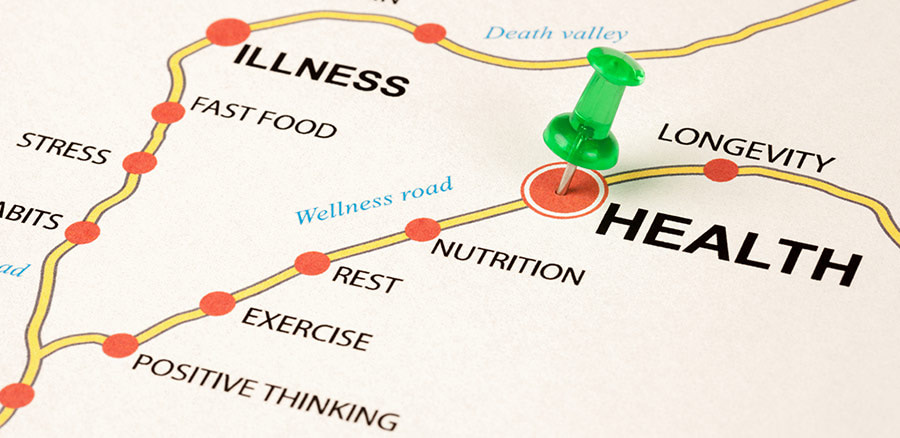 Death valley
ILLNESS
FAST FOOD
LONGEVITY
STRESS
Wellness road
HEALTH
ABITS
NUTRITION
ad
REST
EXERCISE
POSITIVE THINKING